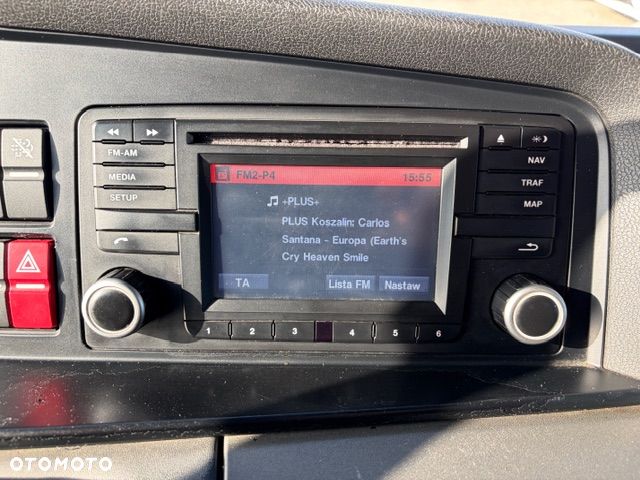 FM-AM
MEDIA
SETUP
NAV
TRAF
MAP
FM2-P4 15:55
+PLUS+
PLUS Koszalin: Carlos
Santana - Europa (Earth's
Cry Heaven Smile
TA Lista FM Nastaw
1 2 3 4 5 6
OTOMOTO